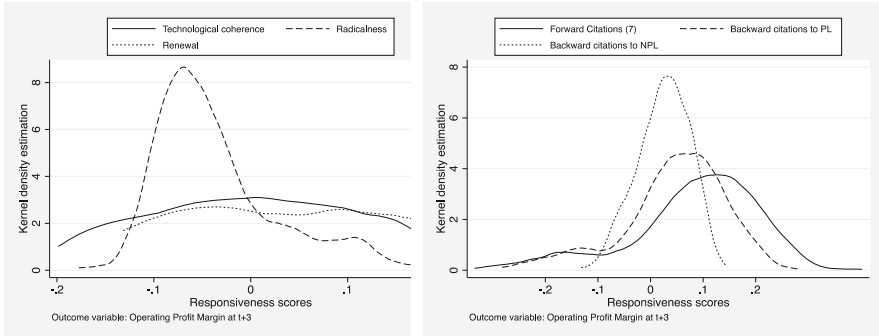 Technological coherence
Radicalness
Renewal
Kernel density estimation
8
6
4
2
0
-.2
-.1
0
.1
Responsiveness scores
Outcome variable: Operating Profit Margin at t+3
Forward Citations (7)
Backward citations to PL
Backward citations to NPL
Kernel density estimation
8
6
4
2
0
-.2
-.1
0
.1
.2
Responsiveness scores
Outcome variable: Operating Profit Margin at t+3